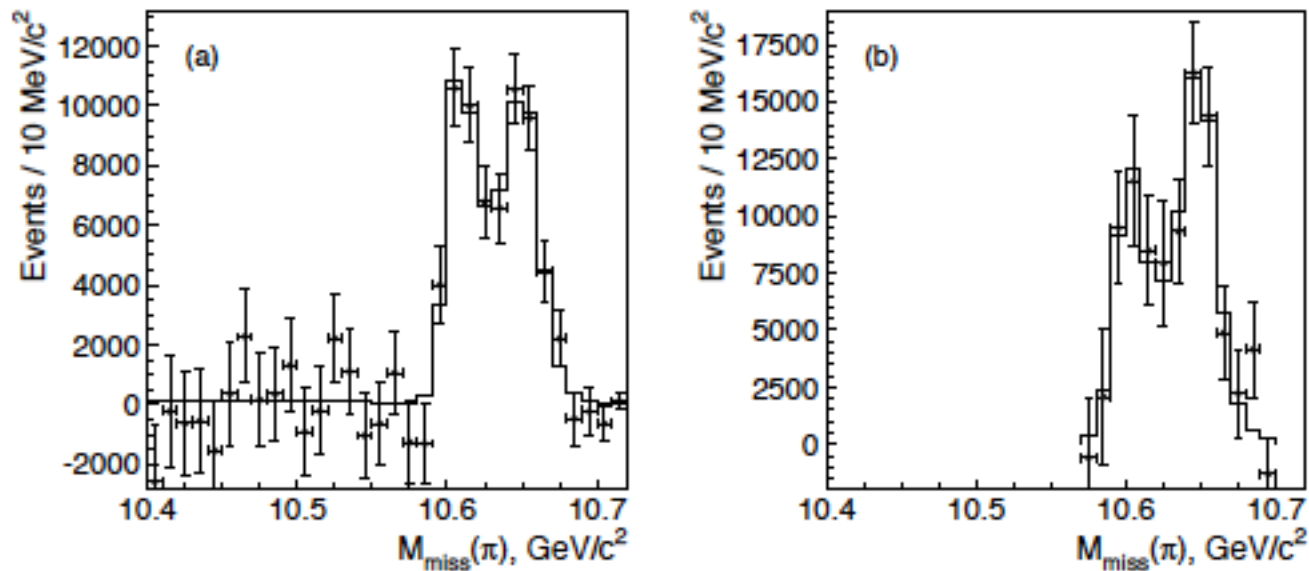 (a)
Events / 10 MeV/c²
12000
10000
8000
6000
4000
2000
0
-2000
10.4 10.5 10.6 10.7
M_miss(π), GeV/c²
(b)
Events / 10 MeV/c²
17500
15000
12500
10000
7500
5000
2500
0
10.4 10.5 10.6 10.7
M_miss(π), GeV/c²